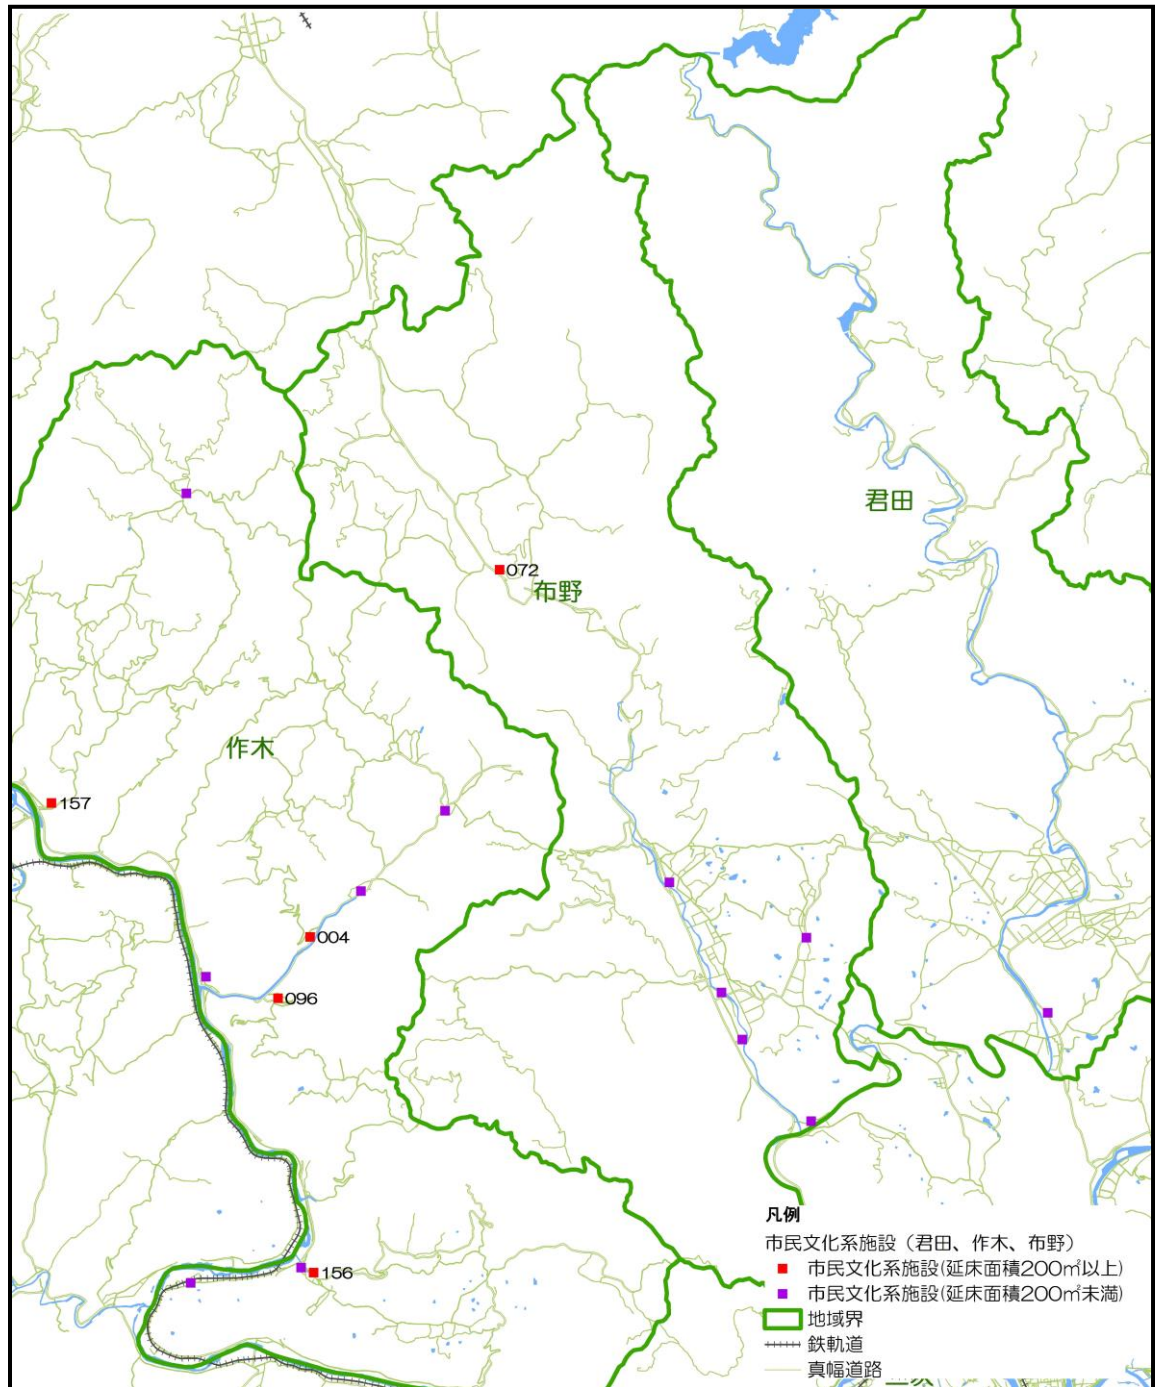 君田
072
布野
作木
157
004
096
156
凡例
市民文化系施設（君田、作木、布野）
市民文化系施設(延床面積200㎡以上)
市民文化系施設(延床面積200㎡未満)
地域界
鉄軌道
真幅道路